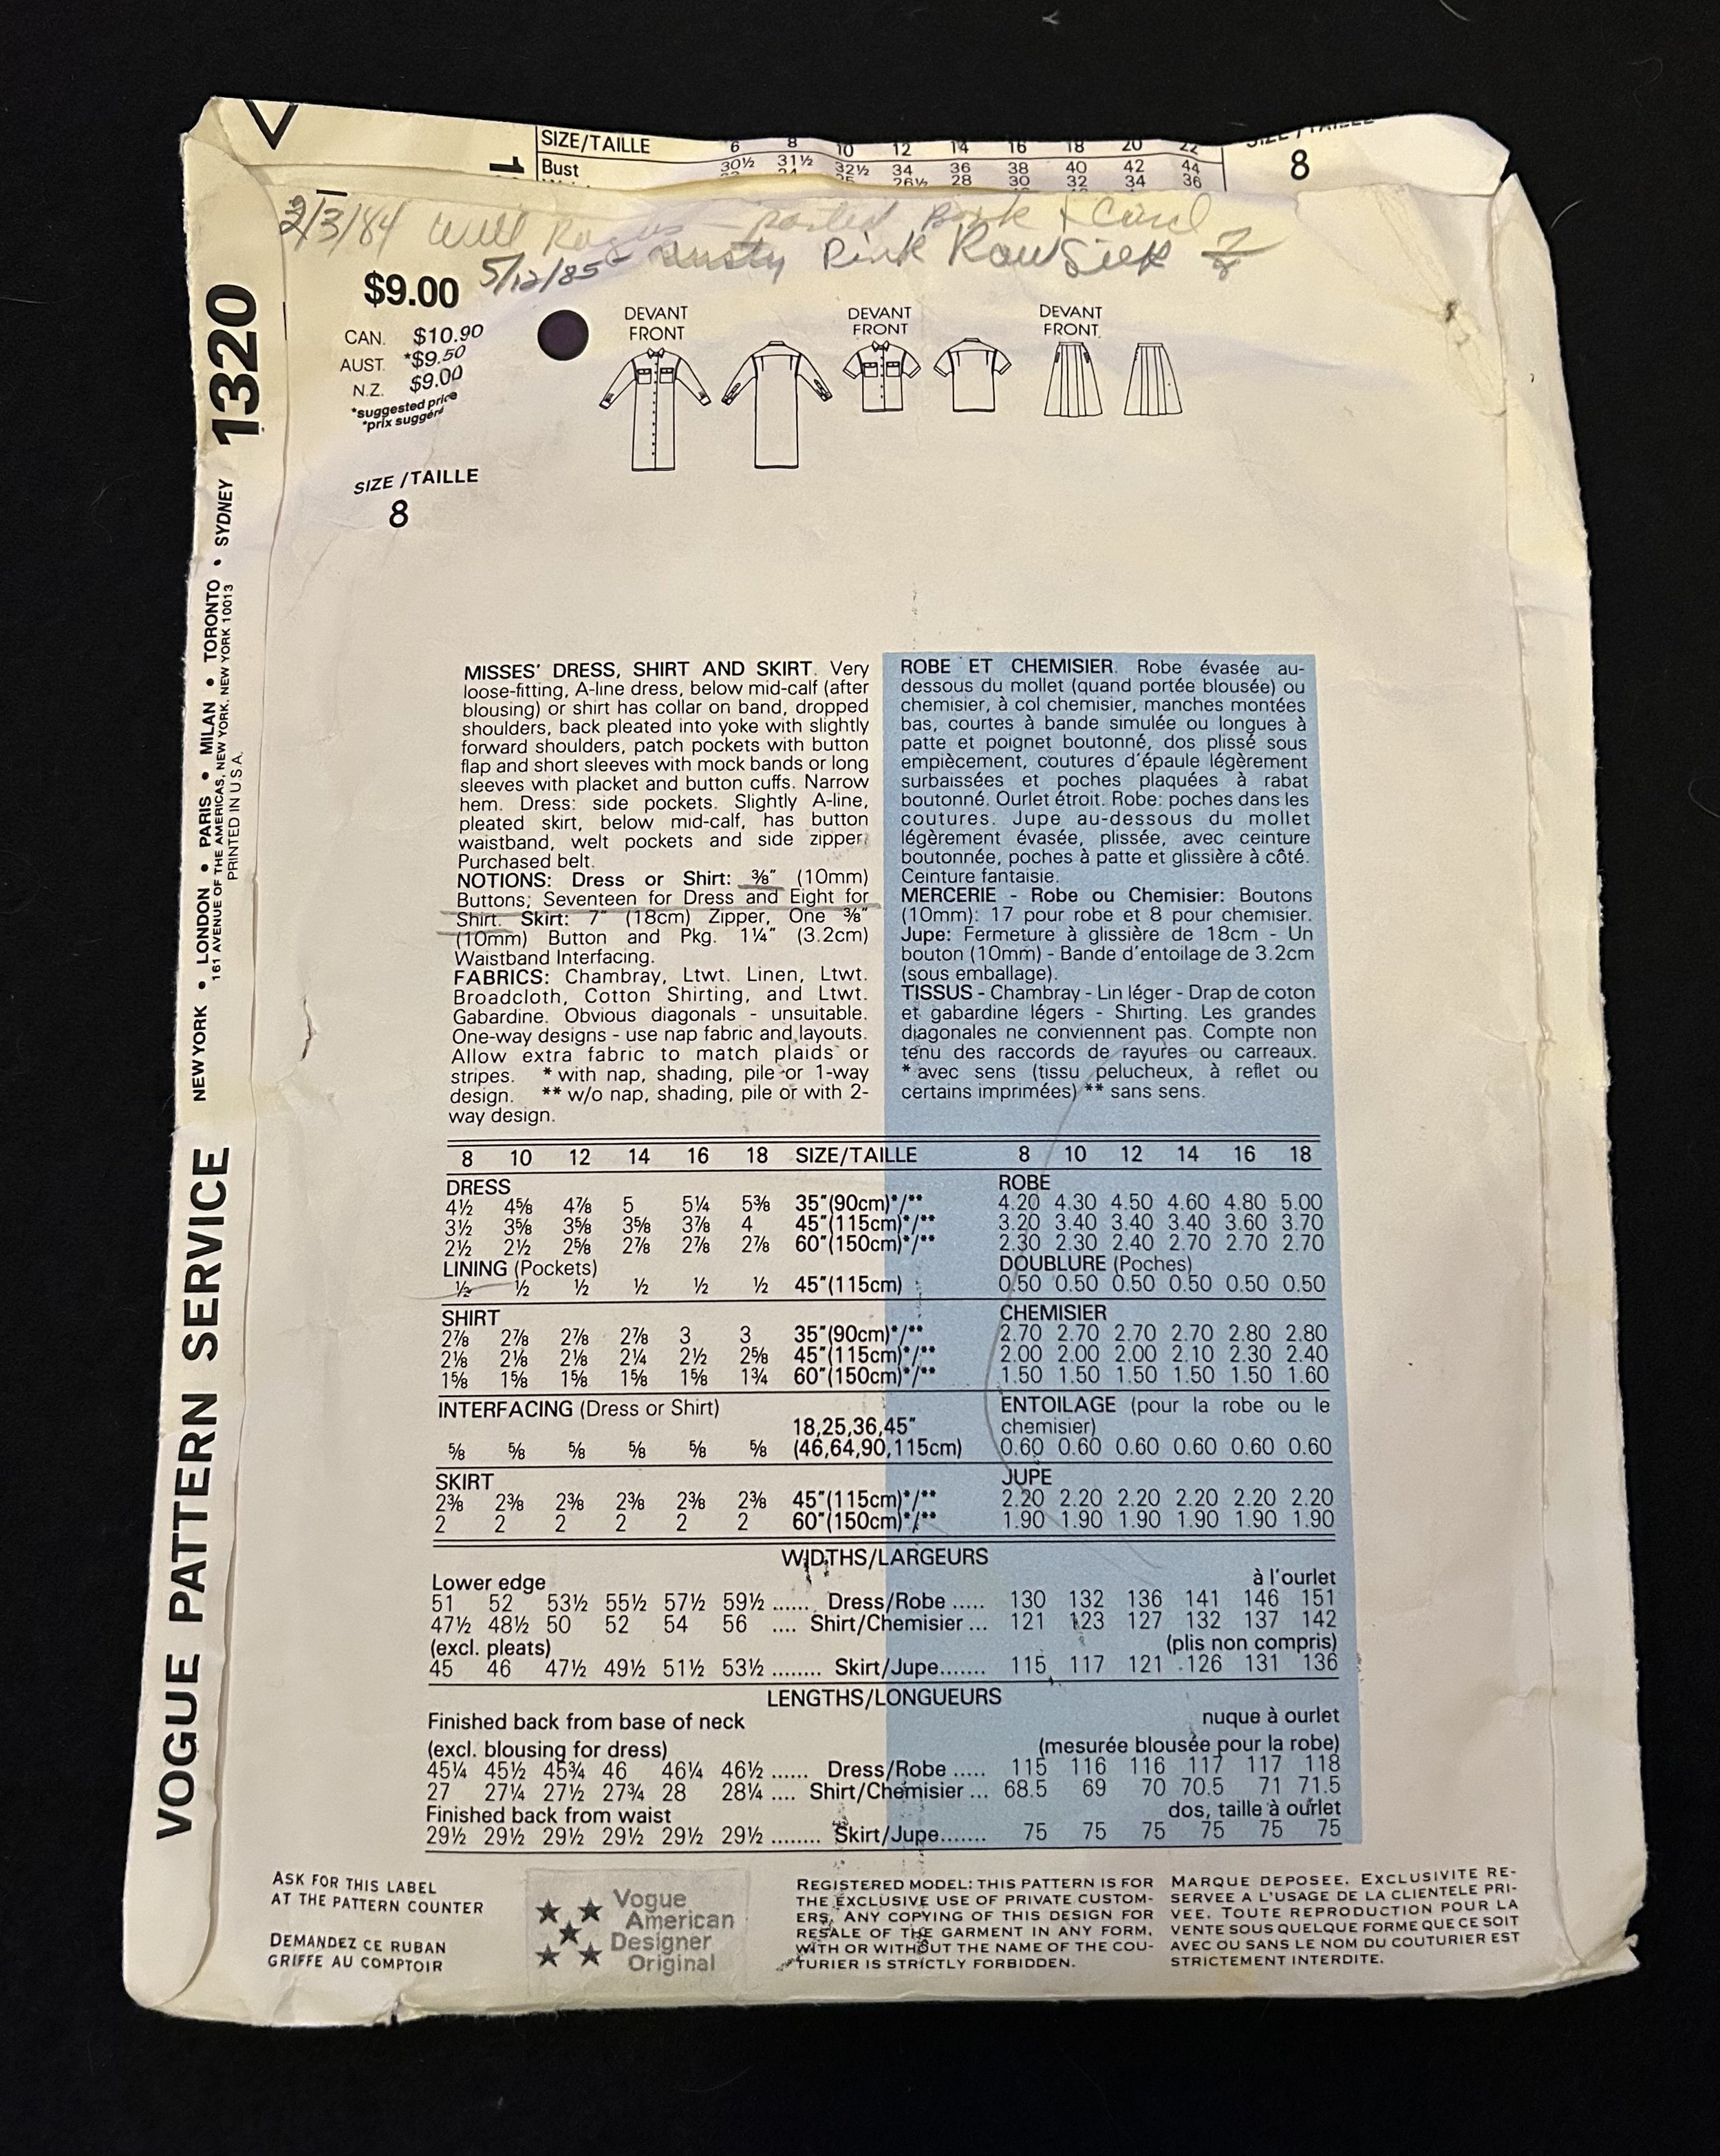 SIZE/TAILLE 6 8 10 12 14 16 18 20 22
Bust 30½ 31½ 32½ 34 36 38 40 42 44
26½ 28 30 32 34 36
SIZE/TAILLE
8
2/3/84 Will
5/12/85 - dusty Pink Raw Silk
$9.00
CAN. $10.90
AUST. *$9.50
N.Z. $9.00
*suggested price
*prix suggéré
SIZE/TAILLE
8
DEVANT
FRONT
DEVANT
FRONT
DEVANT
FRONT
1320
NEW YORK • LONDON • PARIS • MILAN • TORONTO • SYDNEY
161 AVENUE OF THE AMERICAS, NEW YORK, NEW YORK 10013
PRINTED IN U.S.A.
VOGUE PATTERN SERVICE
MISSES' DRESS, SHIRT AND SKIRT. Very
loose-fitting, A-line dress, below mid-calf (after
blousing) or shirt has collar on band, dropped
shoulders, back pleated into yoke with slightly
forward shoulders, patch pockets with button
flap and short sleeves with mock bands or long
sleeves with placket and button cuffs. Narrow
hem. Dress: side pockets. Slightly A-line,
pleated skirt, below mid-calf, has button
waistband, welt pockets and side zipper.
Purchased belt.
NOTIONS: Dress or Shirt: ⅜" (10mm)
Buttons; Seventeen for Dress and Eight for
Shirt. Skirt: 7" (18cm) Zipper, One ⅜"
(10mm) Button and Pkg. 1¼" (3.2cm)
Waistband Interfacing.
FABRICS: Chambray, Ltwt. Linen, Ltwt.
Broadcloth, Cotton Shirting, and Ltwt.
Gabardine. Obvious diagonals - unsuitable.
One-way designs - use nap fabric and layouts.
Allow extra fabric to match plaids or
stripes. * with nap, shading, pile or 1-way
design. ** w/o nap, shading, pile or with 2-
way design.
ROBE ET CHEMISIER. Robe évasée au-
dessous du mollet (quand portée blousée) ou
chemisier, à col chemisier, manches montées
bas, courtes à bande simulée ou longues à
patte et poignet boutonné, dos plissé sous
empiècement, coutures d'épaule légèrement
surbaissées et poches plaquées à rabat
boutonné. Ourlet étroit. Robe: poches dans les
coutures. Jupe au-dessous du mollet
légèrement évasée, plissée, avec ceinture
boutonnée, poches à patte et glissière à côté.
Ceinture fantaisie.
MERCERIE - Robe ou Chemisier: Boutons
(10mm): 17 pour robe et 8 pour chemisier.
Jupe: Fermeture à glissière de 18cm - Un
bouton (10mm) - Bande d'entoilage de 3.2cm
(sous emballage).
TISSUS - Chambray - Lin léger - Drap de coton
et gabardine légers - Shirting. Les grandes
diagonales ne conviennent pas. Compte non
tenu des raccords de rayures ou carreaux.
* avec sens (tissu pelucheux, à reflet ou
certains imprimées) ** sans sens.
8 10 12 14 16 18 SIZE/TAILLE 8 10 12 14 16 18
DRESS ROBE
4½ 4⅝ 4⅞ 5 5¼ 5⅜ 35"(90cm)*/** 4.20 4.30 4.50 4.60 4.80 5.00
3½ 3⅝ 3⅝ 3⅝ 3⅞ 4 45"(115cm)*/** 3.20 3.40 3.40 3.40 3.60 3.70
2½ 2½ 2⅝ 2⅞ 2⅞ 2⅞ 60"(150cm)*/** 2.30 2.30 2.40 2.70 2.70 2.70
LINING (Pockets) DOUBLURE (Poches)
½ ½ ½ ½ ½ ½ 45"(115cm) 0.50 0.50 0.50 0.50 0.50 0.50
SHIRT CHEMISIER
2⅞ 2⅞ 2⅞ 2⅞ 3 3 35"(90cm)*/** 2.70 2.70 2.70 2.70 2.80 2.80
2⅛ 2⅛ 2⅛ 2¼ 2½ 2⅝ 45"(115cm)*/** 2.00 2.00 2.00 2.10 2.30 2.40
1⅝ 1⅝ 1⅝ 1⅝ 1⅝ 1¾ 60"(150cm)*/** 1.50 1.50 1.50 1.50 1.50 1.60
INTERFACING (Dress or Shirt) ENTOILAGE (pour la robe ou le
18,25,36,45" chemisier)
⅝ ⅝ ⅝ ⅝ ⅝ ⅝ (46,64,90,115cm) 0.60 0.60 0.60 0.60 0.60 0.60
SKIRT JUPE
2⅜ 2⅜ 2⅜ 2⅜ 2⅜ 2⅜ 45"(115cm)*/** 2.20 2.20 2.20 2.20 2.20 2.20
2 2 2 2 2 2 60"(150cm)*/** 1.90 1.90 1.90 1.90 1.90 1.90
WIDTHS/LARGEURS
Lower edge à l'ourlet
51 52 53½ 55½ 57½ 59½ ...... Dress/Robe ..... 130 132 136 141 146 151
47½ 48½ 50 52 54 56 .... Shirt/Chemisier ... 121 123 127 132 137 142
(excl. pleats) (plis non compris)
45 46 47½ 49½ 51½ 53½ ........ Skirt/Jupe....... 115 117 121 126 131 136
LENGTHS/LONGUEURS
Finished back from base of neck nuque à ourlet
(excl. blousing for dress) (mesurée blousée pour la robe)
45¼ 45½ 45¾ 46 46¼ 46½ ...... Dress/Robe ..... 115 116 116 117 117 118
27 27¼ 27½ 27¾ 28 28¼ .... Shirt/Chemisier ... 68.5 69 70 70.5 71 71.5
Finished back from waist dos, taille à ourlet
29½ 29½ 29½ 29½ 29½ 29½ ........ Skirt/Jupe....... 75 75 75 75 75 75
ASK FOR THIS LABEL
AT THE PATTERN COUNTER
DEMANDEZ CE RUBAN
GRIFFE AU COMPTOIR
Vogue
American
Designer
Original
REGISTERED MODEL: THIS PATTERN IS FOR
THE EXCLUSIVE USE OF PRIVATE CUSTOM-
ERS. ANY COPYING OF THIS DESIGN FOR
RESALE OF THE GARMENT IN ANY FORM,
WITH OR WITHOUT THE NAME OF THE COU-
TURIER IS STRICTLY FORBIDDEN.
MARQUE DEPOSEE. EXCLUSIVITE RE-
SERVEE A L'USAGE DE LA CLIENTELE PRI-
VEE. TOUTE REPRODUCTION POUR LA
VENTE SOUS QUELQUE FORME QUE CE SOIT
AVEC OU SANS LE NOM DU COUTURIER EST
STRICTEMENT INTERDITE.